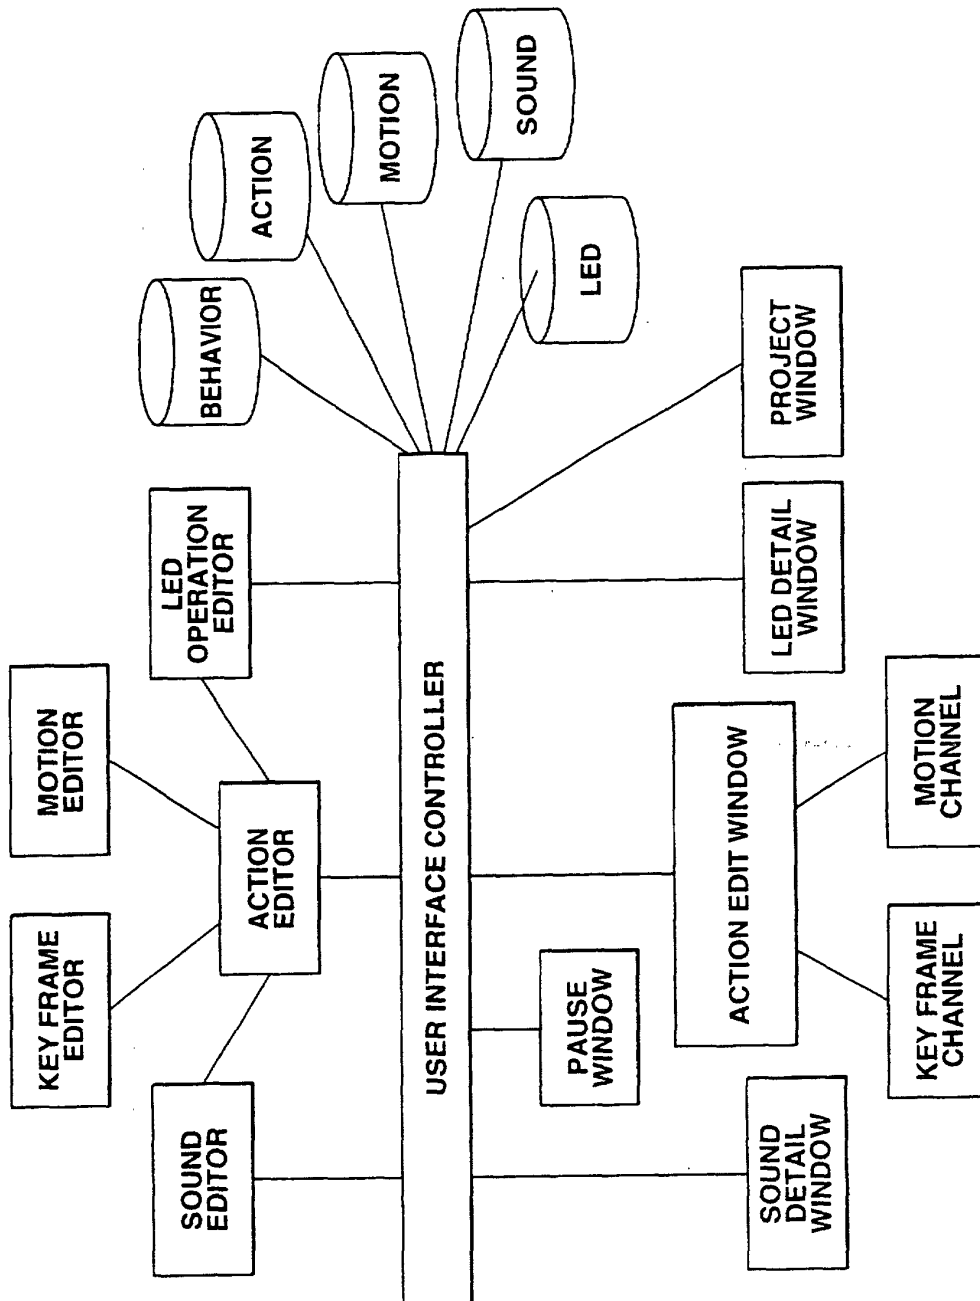 KEY FRAME
EDITOR
MOTION
EDITOR
SOUND
EDITOR
ACTION
EDITOR
LED
OPERATION
EDITOR
BEHAVIOR
ACTION
MOTION
SOUND
LED
USER INTERFACE CONTROLLER
PAUSE
WINDOW
ACTION EDIT WINDOW
SOUND
DETAIL
WINDOW
LED DETAIL
WINDOW
PROJECT
WINDOW
KEY FRAME
CHANNEL
MOTION
CHANNEL